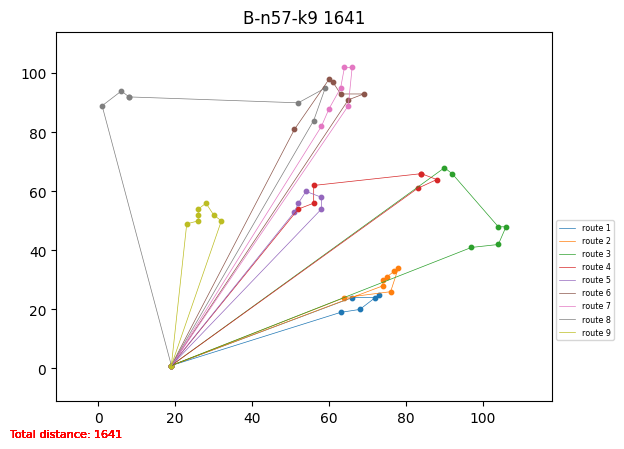 B-n57-k9 1641
100
80
60
40
20
0
0 20 40 60 80 100
route 1
route 2
route 3
route 4
route 5
route 6
route 7
route 8
route 9
Total distance: 1641